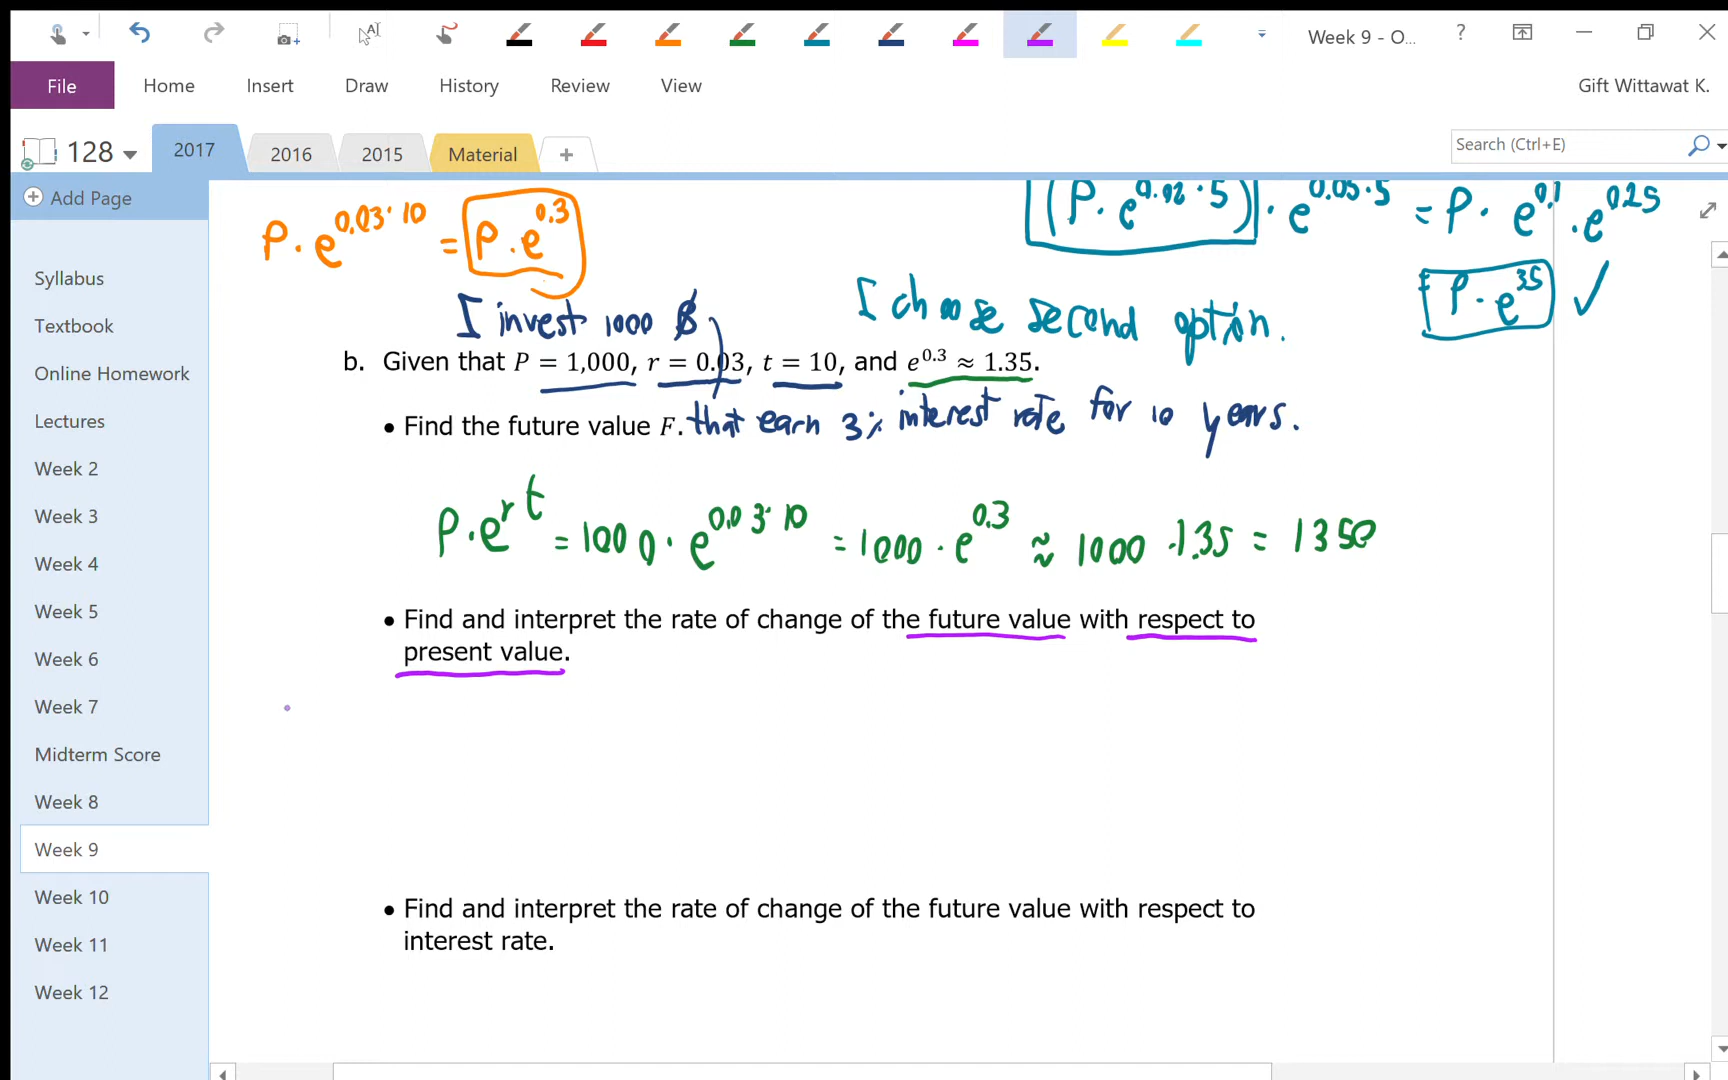 Week 9 - O...
?
File
Home
Insert
Draw
History
Review
View
Gift Wittawat K.
128
2017
2016
2015
Material
+
Search (Ctrl+E)
Add Page
Syllabus
Textbook
Online Homework
Lectures
Week 2
Week 3
Week 4
Week 5
Week 6
Week 7
Midterm Score
Week 8
Week 9
Week 10
Week 11
Week 12
(P · e^{0.02 · 5}) · e^{0.05 · 5} = P · e^{0.1} · e^{0.25}
P · e^{0.03 · 10} = P · e^{0.3}
P · e^{.35} ✓
I invest 1000 $
I choose second option.
b. Given that P = 1,000, r = 0.03, t = 10, and e^{0.3} ≈ 1.35.
• Find the future value F. that earn 3% interest rate for 10 years.
P · e^{rt} = 1000 · e^{0.03 · 10} = 1000 · e^{0.3} ≈ 1000 · 1.35 = 1350
• Find and interpret the rate of change of the future value with respect to
present value.
• Find and interpret the rate of change of the future value with respect to
interest rate.